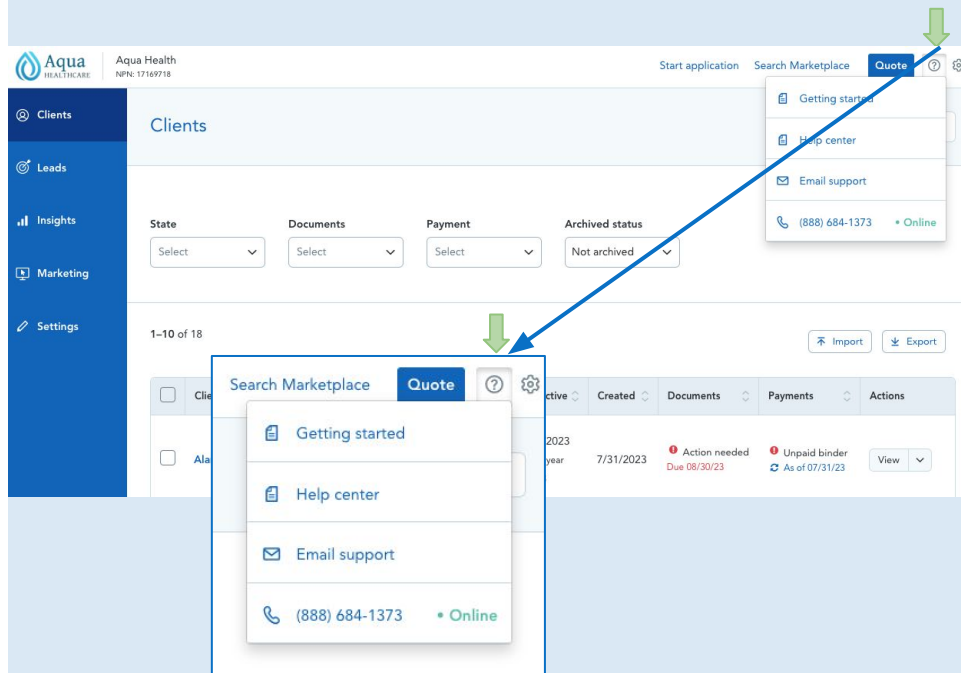 Aqua
HEALTHCARE
Aqua Health
NPN: 17169718
Start application
Search Marketplace
Quote
Clients
Leads
Insights
Marketing
Settings
Clients
Getting started
Help center
Email support
(888) 684-1373 • Online
State
Select
Documents
Select
Payment
Select
Archived status
Not archived
1–10 of 18
Import
Export
Created
Documents
Payments
Actions
2023
year
7/31/2023
Action needed
Due 08/30/23
Unpaid binder
As of 07/31/23
View
Search Marketplace
Quote
Getting started
Help center
Email support
(888) 684-1373 • Online